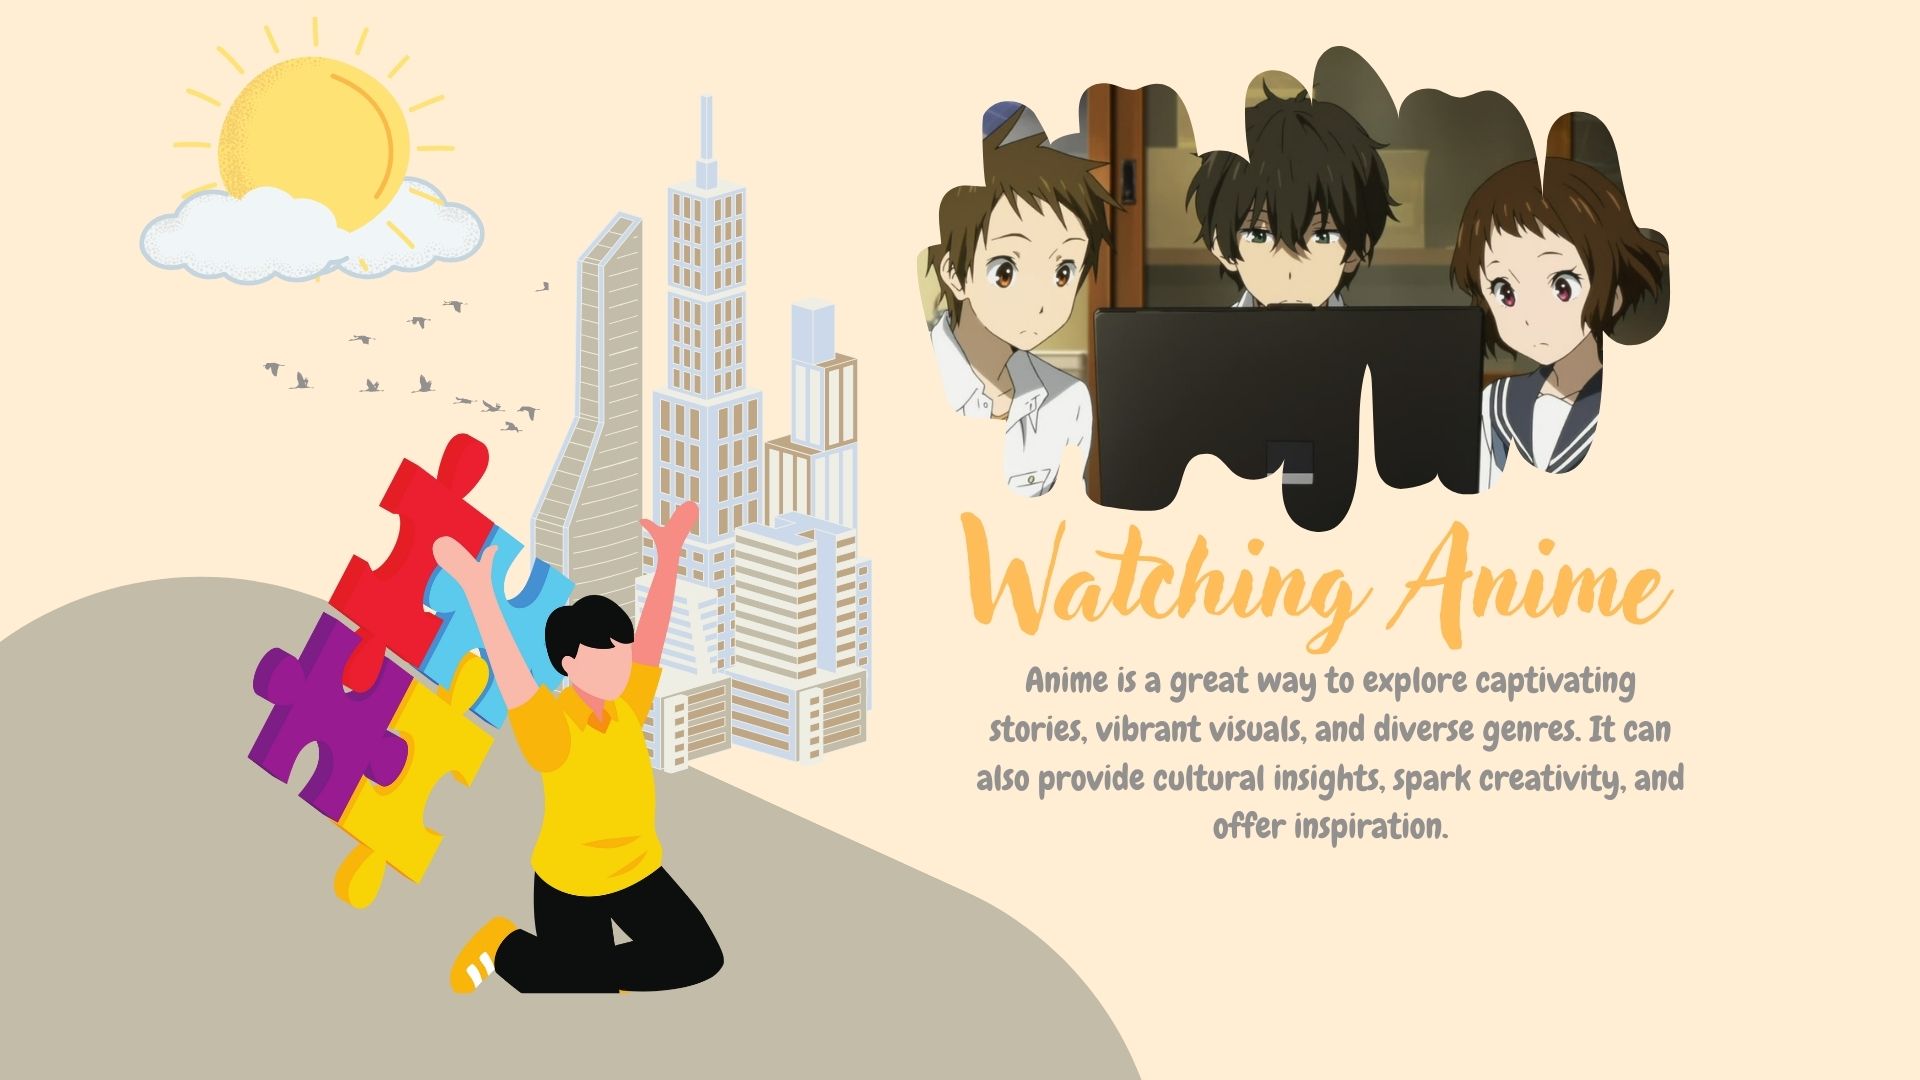 Watching Anime
Anime is a great way to explore captivating
stories, vibrant visuals, and diverse genres. It can
also provide cultural insights, spark creativity, and
offer inspiration.